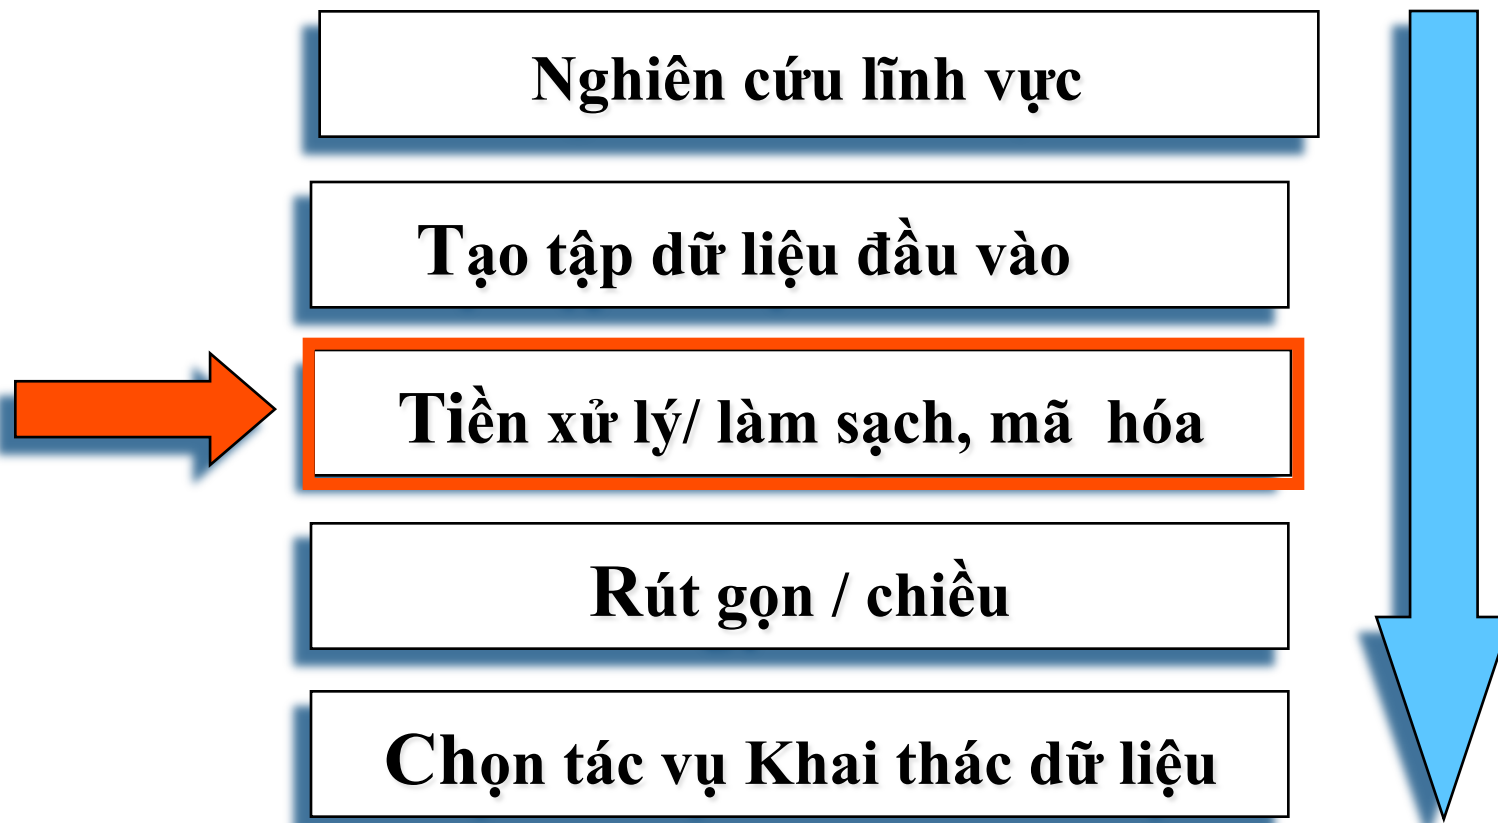 Nghiên cứu lĩnh vực
Tạo tập dữ liệu đầu vào
Tiền xử lý/ làm sạch, mã hóa
Rút gọn / chiều
Chọn tác vụ Khai thác dữ liệu